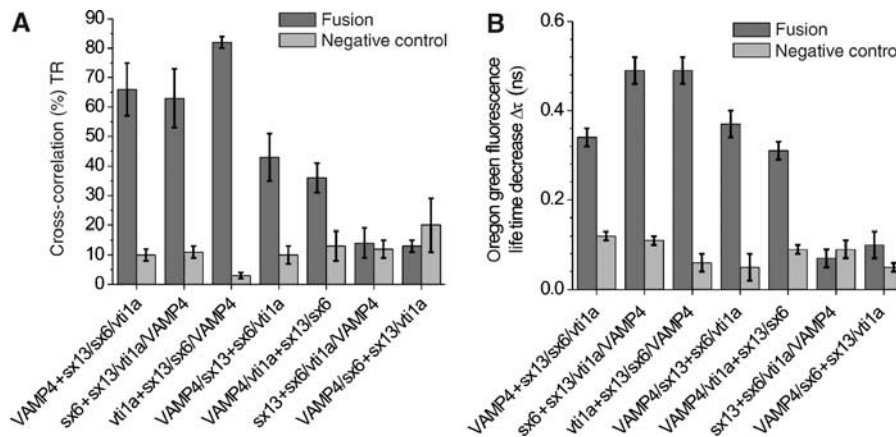 A
Fusion
Negative control
Cross-correlation (%) TR
90
80
70
60
50
40
30
20
10
0
VAMP4+sx13/sx6/vti1a
sx6+sx13/vti1a/VAMP4
vti1a+sx13/sx6/VAMP4
VAMP4/sx13+sx6/vti1a
VAMP4/vti1a+sx13/sx6
sx13+sx6/vti1a/VAMP4
VAMP4/sx6+sx13/vti1a
B
Fusion
Negative control
Oregon green fluorescence
lifetime decrease Δτ (ns)
0.6
0.4
0.2
0.0
VAMP4+sx13/sx6/vti1a
sx6+sx13/vti1a/VAMP4
vti1a+sx13/sx6/VAMP4
VAMP4/sx13+sx6/vti1a
VAMP4/vti1a+sx13/sx6
sx13+sx6/vti1a/VAMP4
VAMP4/sx6+sx13/vti1a